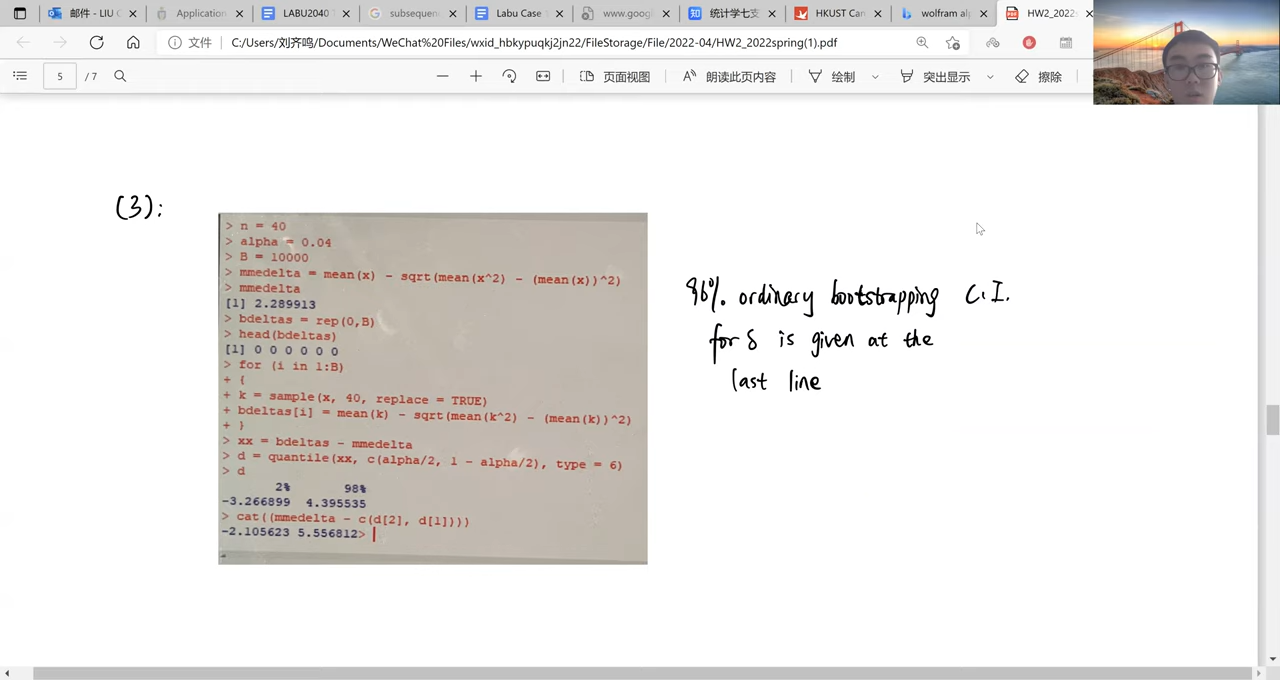 邮件 - LIU C
Application
LABU2040 T
subsequen
Labu Case
www.googl
统计学七支
HKUST Can
wolfram al
HW2_2022s
文件
C:/Users/刘齐鸣/Documents/WeChat%20Files/wxid_hbkypuqkj2jn22/FileStorage/File/2022-04/HW2_2022spring(1).pdf
5 / 7
页面视图
朗读此页内容
绘制
突出显示
擦除
(3):
> n = 40
> alpha = 0.04
> B = 10000
> mmedelta = mean(x) - sqrt(mean(x^2) - (mean(x))^2)
> mmedelta
[1] 2.289913
> bdeltas = rep(0,B)
> head(bdeltas)
[1] 0 0 0 0 0 0
> for (i in 1:B)
+ {
+ k = sample(x, 40, replace = TRUE)
+ bdeltas[i] = mean(k) - sqrt(mean(k^2) - (mean(k))^2)
+ }
> xx = bdeltas - mmedelta
> d = quantile(xx, c(alpha/2, 1 - alpha/2), type = 6)
> d
2% 98%
-3.266899 4.395535
> cat((mmedelta - c(d[2], d[1])))
-2.105623 5.556812>
96% ordinary bootstrapping C.I.
for δ is given at the
last line